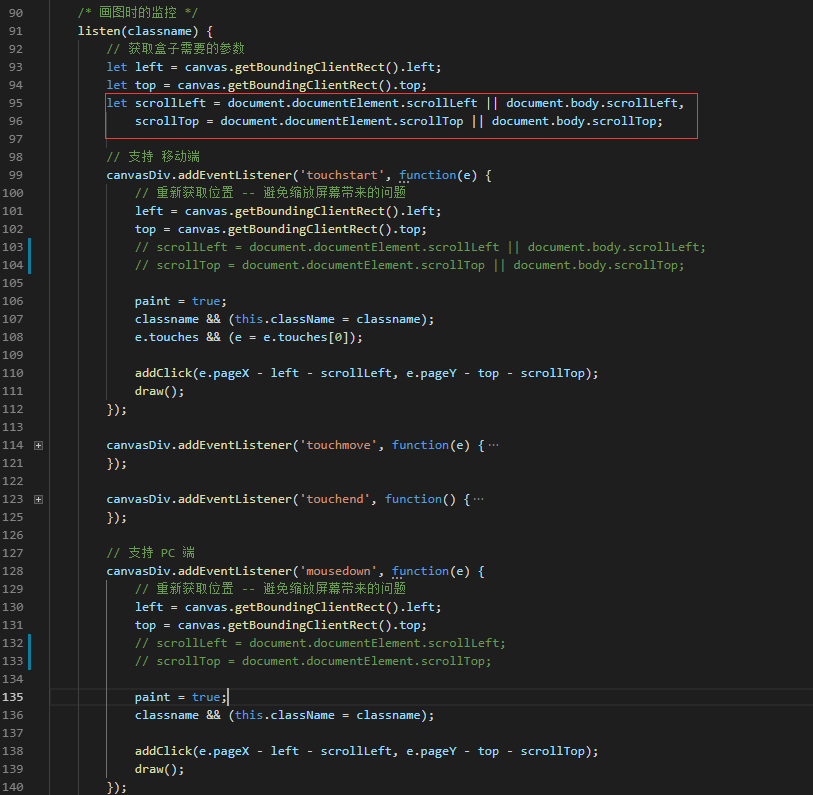 90 /* 画图时的监控 */
91 listen(classname) {
92 // 获取盒子需要的参数
93 let left = canvas.getBoundingClientRect().left;
94 let top = canvas.getBoundingClientRect().top;
95 let scrollLeft = document.documentElement.scrollLeft || document.body.scrollLeft,
96 scrollTop = document.documentElement.scrollTop || document.body.scrollTop;
97
98 // 支持 移动端
99 canvasDiv.addEventListener('touchstart', function(e) {
100 // 重新获取位置 -- 避免缩放屏幕带来的问题
101 left = canvas.getBoundingClientRect().left;
102 top = canvas.getBoundingClientRect().top;
103 // scrollLeft = document.documentElement.scrollLeft || document.body.scrollLeft;
104 // scrollTop = document.documentElement.scrollTop || document.body.scrollTop;
105
106 paint = true;
107 classname && (this.className = classname);
108 e.touches && (e = e.touches[0]);
109
110 addClick(e.pageX - left - scrollLeft, e.pageY - top - scrollTop);
111 draw();
112 });
113
114 canvasDiv.addEventListener('touchmove', function(e) {…
121 });
122
123 canvasDiv.addEventListener('touchend', function() {…
125 });
126
127 // 支持 PC 端
128 canvasDiv.addEventListener('mousedown', function(e) {
129 // 重新获取位置 -- 避免缩放屏幕带来的问题
130 left = canvas.getBoundingClientRect().left;
131 top = canvas.getBoundingClientRect().top;
132 // scrollLeft = document.documentElement.scrollLeft;
133 // scrollTop = document.documentElement.scrollTop;
134
135 paint = true;
136 classname && (this.className = classname);
137
138 addClick(e.pageX - left - scrollLeft, e.pageY - top - scrollTop);
139 draw();
140 });